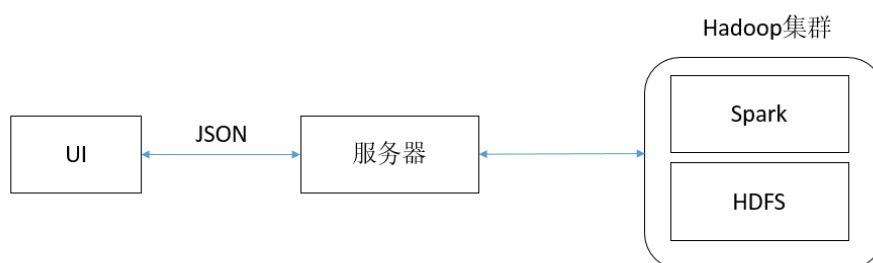 Hadoop集群
Spark
UI
JSON
服务器
HDFS